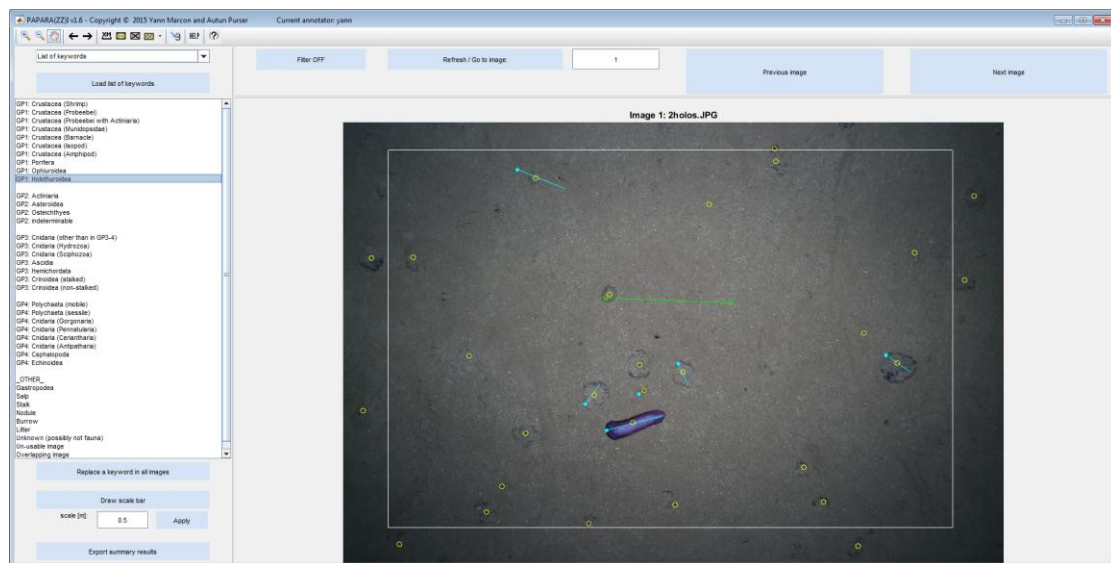 PAPARA(ZZ)I v1.6 - Copyright © 2015 Yann Marcon and Autun Purser
Current annotator: yann
HELP
List of keywords
Load list of keywords
Filter OFF
Refresh / Go to image:
1
Previous image
Next image
GP1: Crustacea (Shrimp)
GP1: Crustacea (Probeebei)
GP1: Crustacea (Probeebei with Actiniaria)
GP1: Crustacea (Munidopsidae)
GP1: Crustacea (Barnacle)
GP1: Crustacea (Isopod)
GP1: Crustacea (Amphipod)
GP1: Porifera
GP1: Ophiuroidea
GP1: Holothuroidea
GP2: Actiniaria
GP2: Asteroidea
GP2: Osteichthyes
GP2: indeterminable
GP3: Cnidaria (other than in GP3-4)
GP3: Cnidaria (Hydrozoa)
GP3: Cnidaria (Sciphozoa)
GP3: Ascidia
GP3: Hemichordata
GP3: Crinoidea (stalked)
GP3: Crinoidea (non-stalked)
GP4: Polychaeta (mobile)
GP4: Polychaeta (sessile)
GP4: Cnidaria (Gorgonaria)
GP4: Cnidaria (Pennatularia)
GP4: Cnidaria (Ceriantharia)
GP4: Cnidaria (Antipatharia)
GP4: Cephalopoda
GP4: Echinoidea
_OTHER_
Gastropodea
Salp
Stalk
Nodule
Burrow
Litter
Unknown (possibly not fauna)
Un-usable image
Overlapping image
Replace a keyword in all images
Draw scale bar
scale [m]:
0.5
Apply
Export summary results
Image 1: 2holos.JPG